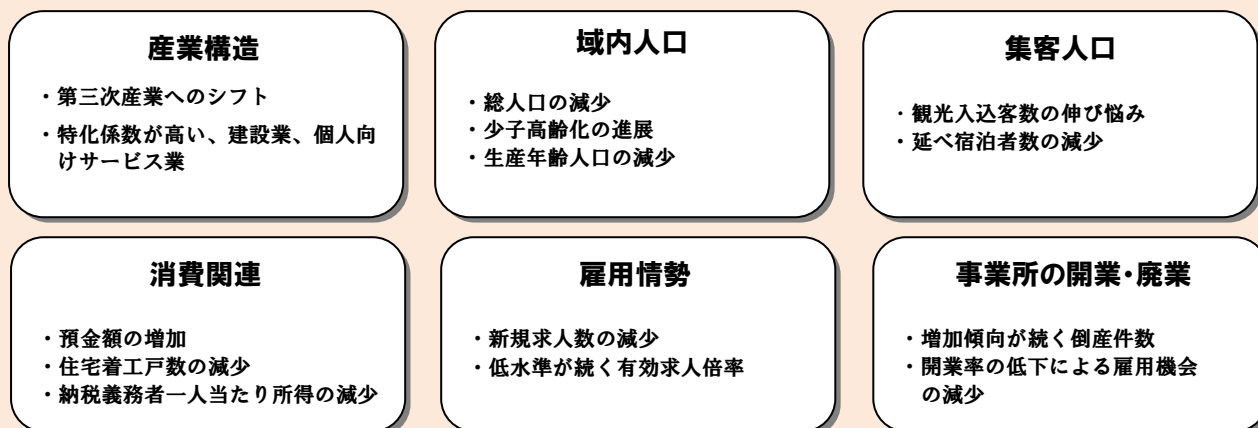 産業構造
・第三次産業へのシフト
・特化係数が高い、建設業、個人向
けサービス業
域内人口
・総人口の減少
・少子高齢化の進展
・生産年齢人口の減少
集客人口
・観光入込客数の伸び悩み
・延べ宿泊者数の減少
消費関連
・預金額の増加
・住宅着工戸数の減少
・納税義務者一人当たり所得の減少
雇用情勢
・新規求人数の減少
・低水準が続く有効求人倍率
事業所の開業・廃業
・増加傾向が続く倒産件数
・開業率の低下による雇用機会
の減少